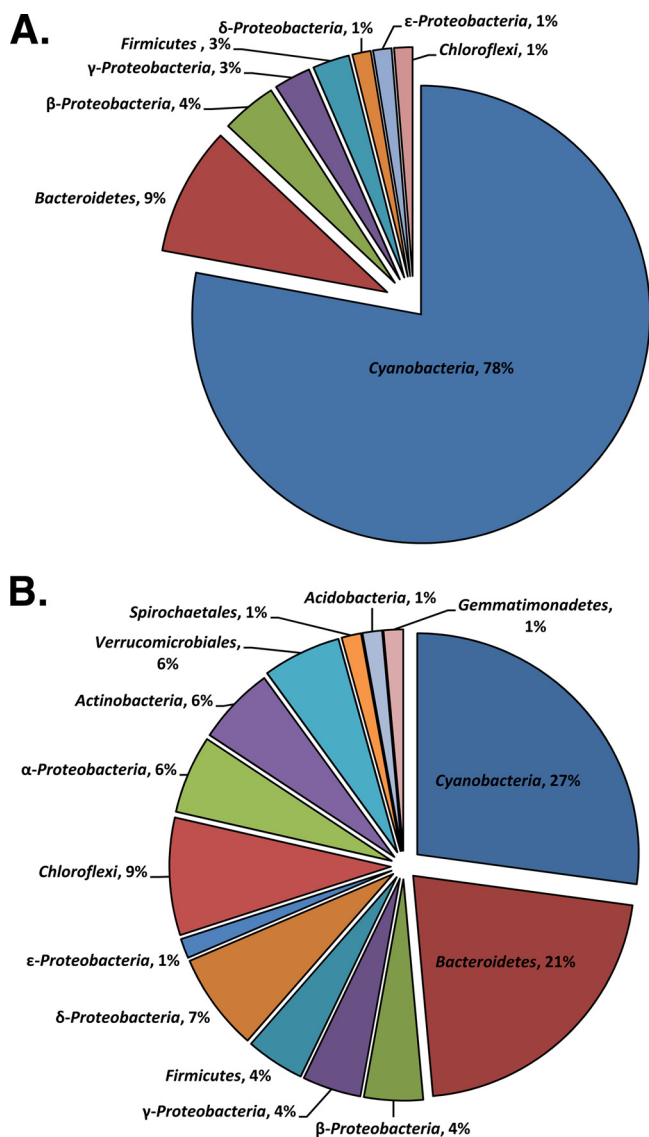 A.
δ-Proteobacteria, 1%
ε-Proteobacteria, 1%
Firmicutes , 3%
Chloroflexi, 1%
γ-Proteobacteria, 3%
β-Proteobacteria, 4%
Bacteroidetes, 9%
Cyanobacteria, 78%
B.
Acidobacteria, 1%
Spirochaetales, 1%
Gemmatimonadetes,
1%
Verrucomicrobiales,
6%
Actinobacteria, 6%
α-Proteobacteria, 6%
Cyanobacteria, 27%
Chloroflexi, 9%
ε-Proteobacteria, 1%
Bacteroidetes, 21%
δ-Proteobacteria, 7%
Firmicutes, 4%
γ-Proteobacteria, 4%
β-Proteobacteria, 4%